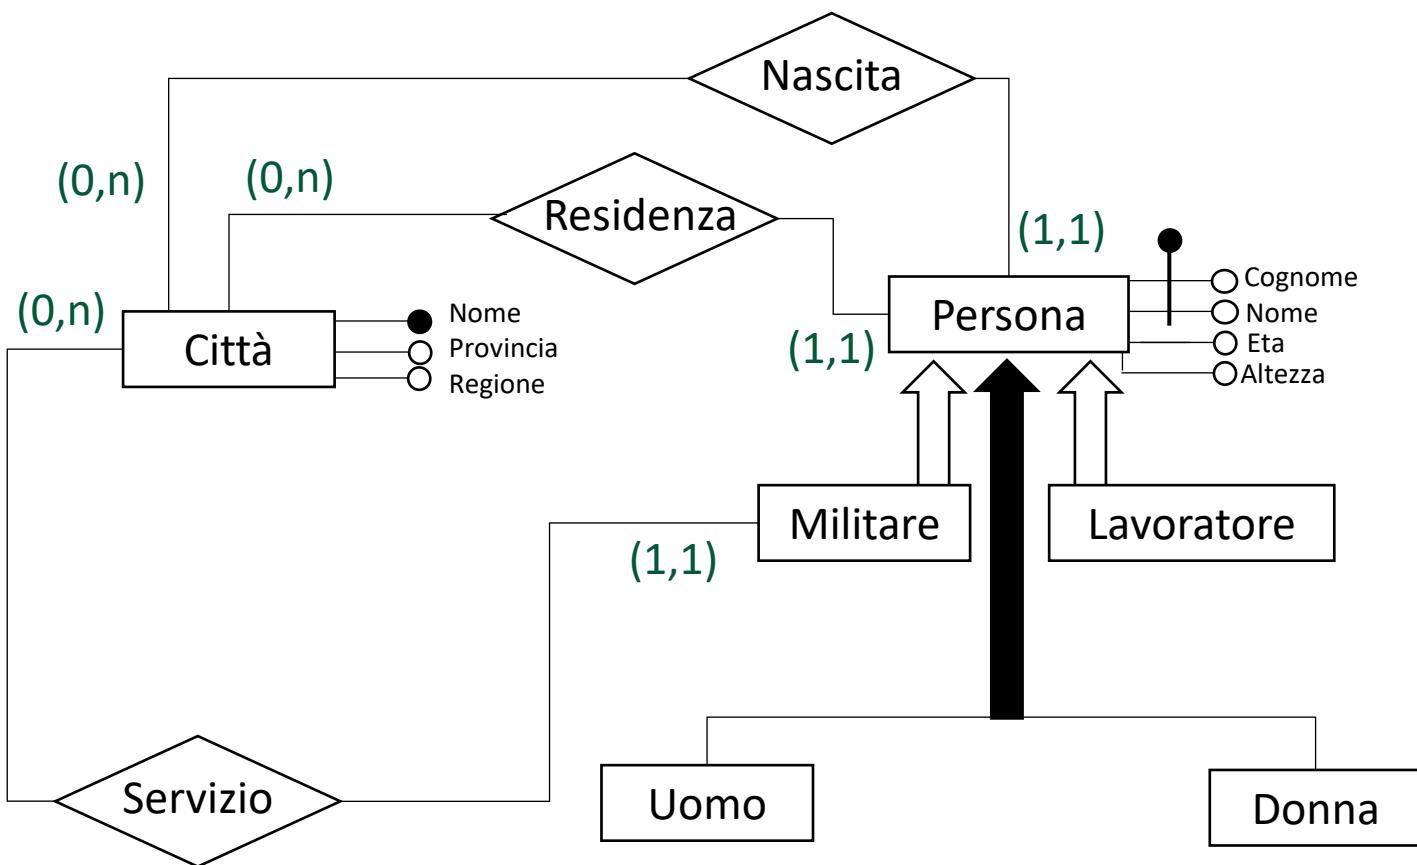 Nascita
(0,n)
(0,n)
Residenza
(1,1)
Cognome
Nome
Eta
Altezza
Persona
(0,n)
Città
Nome
Provincia
Regione
(1,1)
Militare
Lavoratore
(1,1)
Servizio
Uomo
Donna